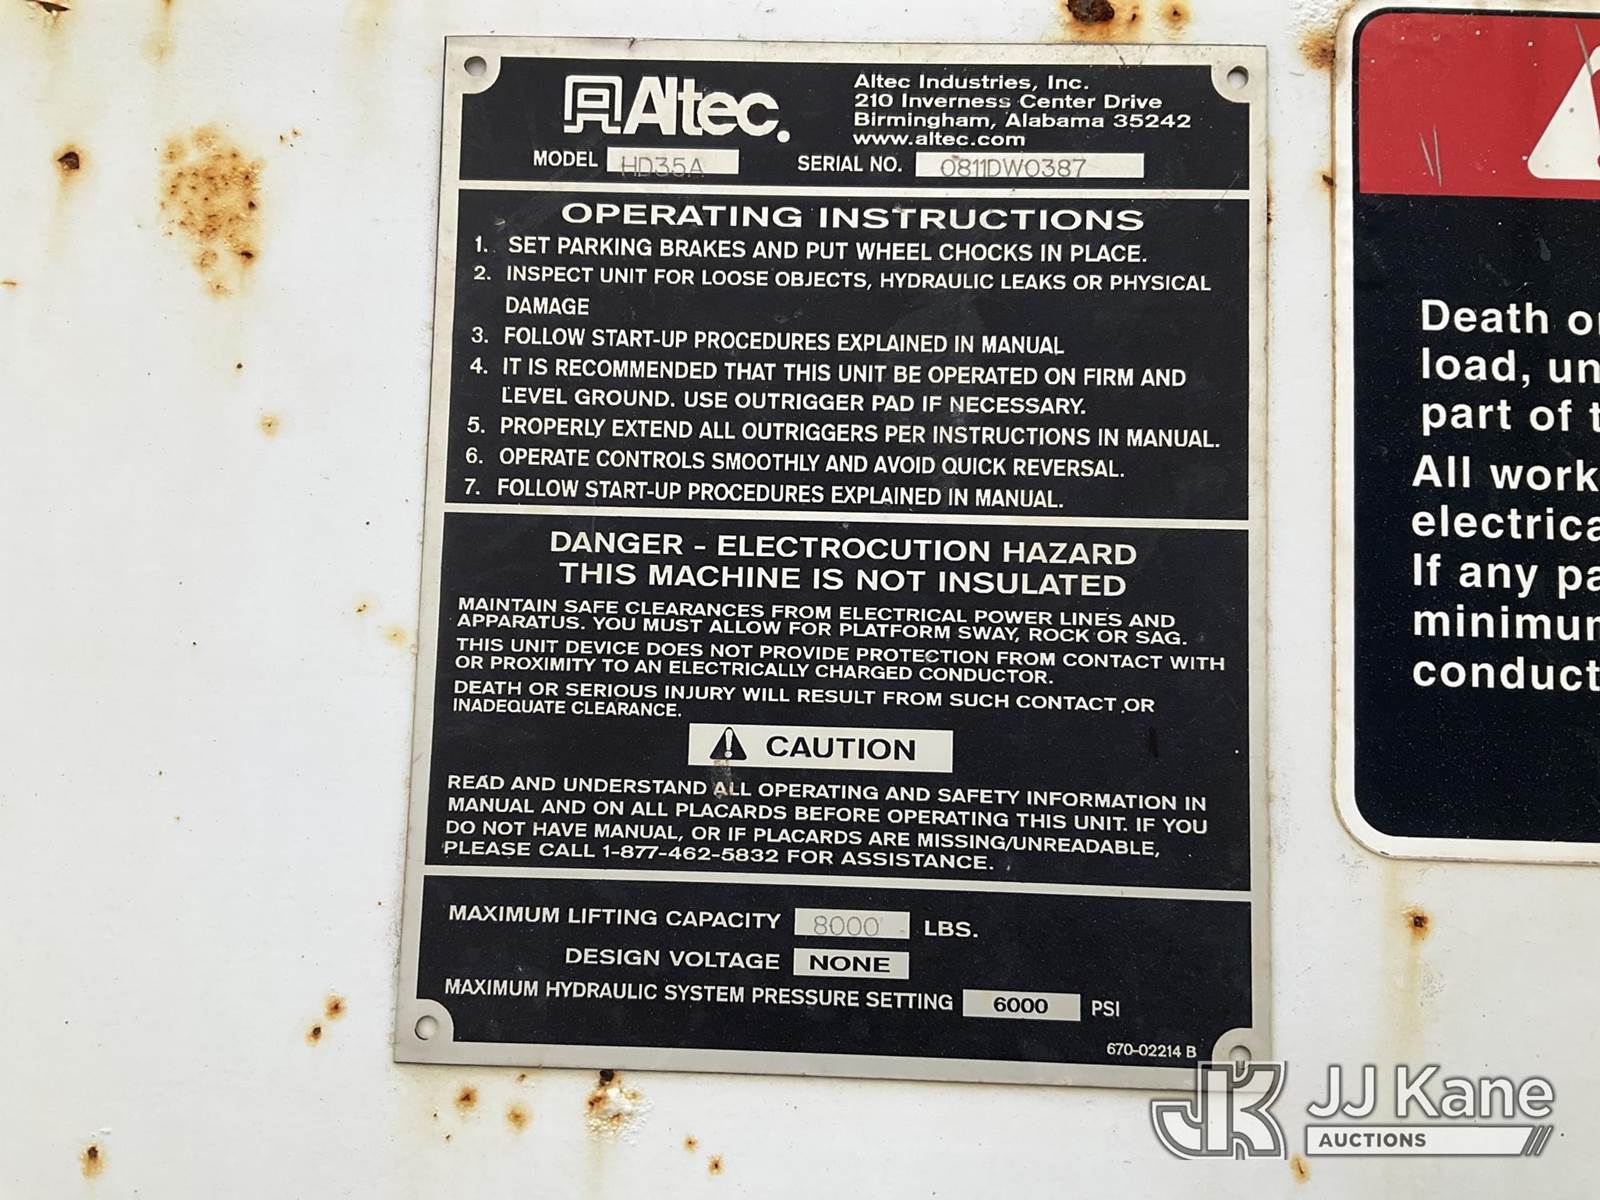 Altec.
Altec Industries, Inc.
210 Inverness Center Drive
Birmingham, Alabama 35242
www.altec.com
MODEL HD35A SERIAL NO. 0811DW0387
OPERATING INSTRUCTIONS
1. SET PARKING BRAKES AND PUT WHEEL CHOCKS IN PLACE.
2. INSPECT UNIT FOR LOOSE OBJECTS, HYDRAULIC LEAKS OR PHYSICAL
DAMAGE
3. FOLLOW START-UP PROCEDURES EXPLAINED IN MANUAL
4. IT IS RECOMMENDED THAT THIS UNIT BE OPERATED ON FIRM AND
LEVEL GROUND. USE OUTRIGGER PAD IF NECESSARY.
5. PROPERLY EXTEND ALL OUTRIGGERS PER INSTRUCTIONS IN MANUAL.
6. OPERATE CONTROLS SMOOTHLY AND AVOID QUICK REVERSAL.
7. FOLLOW START-UP PROCEDURES EXPLAINED IN MANUAL.
DANGER - ELECTROCUTION HAZARD
THIS MACHINE IS NOT INSULATED
MAINTAIN SAFE CLEARANCES FROM ELECTRICAL POWER LINES AND
APPARATUS. YOU MUST ALLOW FOR PLATFORM SWAY, ROCK OR SAG.
THIS UNIT DEVICE DOES NOT PROVIDE PROTECTION FROM CONTACT WITH
OR PROXIMITY TO AN ELECTRICALLY CHARGED CONDUCTOR.
DEATH OR SERIOUS INJURY WILL RESULT FROM SUCH CONTACT OR
INADEQUATE CLEARANCE.
CAUTION
READ AND UNDERSTAND ALL OPERATING AND SAFETY INFORMATION IN
MANUAL AND ON ALL PLACARDS BEFORE OPERATING THIS UNIT. IF YOU
DO NOT HAVE MANUAL, OR IF PLACARDS ARE MISSING/UNREADABLE,
PLEASE CALL 1-877-462-5832 FOR ASSISTANCE.
MAXIMUM LIFTING CAPACITY 8000 LBS.
DESIGN VOLTAGE NONE
MAXIMUM HYDRAULIC SYSTEM PRESSURE SETTING 6000 PSI
670-02214 B
Death
load,
part of
All
If any
JJ Kane
AUCTIONS